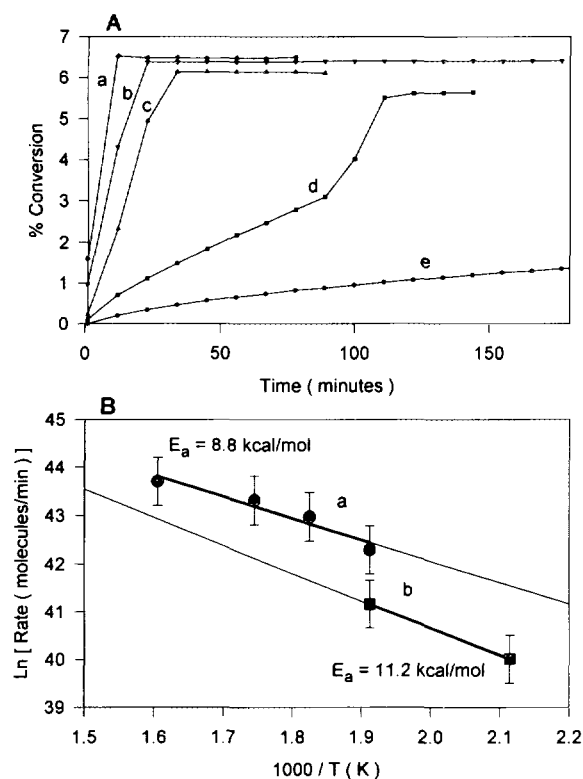 A
7
6
5
4
3
2
1
0
% Conversion
a
b
c
d
e
0 50 100 150
Time ( minutes )
B
45
44
43
42
41
40
39
Ln [ Rate ( molecules/min ) ]
Ea = 8.8 kcal/mol
a
b
Ea = 11.2 kcal/mol
1.5 1.6 1.7 1.8 1.9 2.0 2.1 2.2
1000 / T ( K )